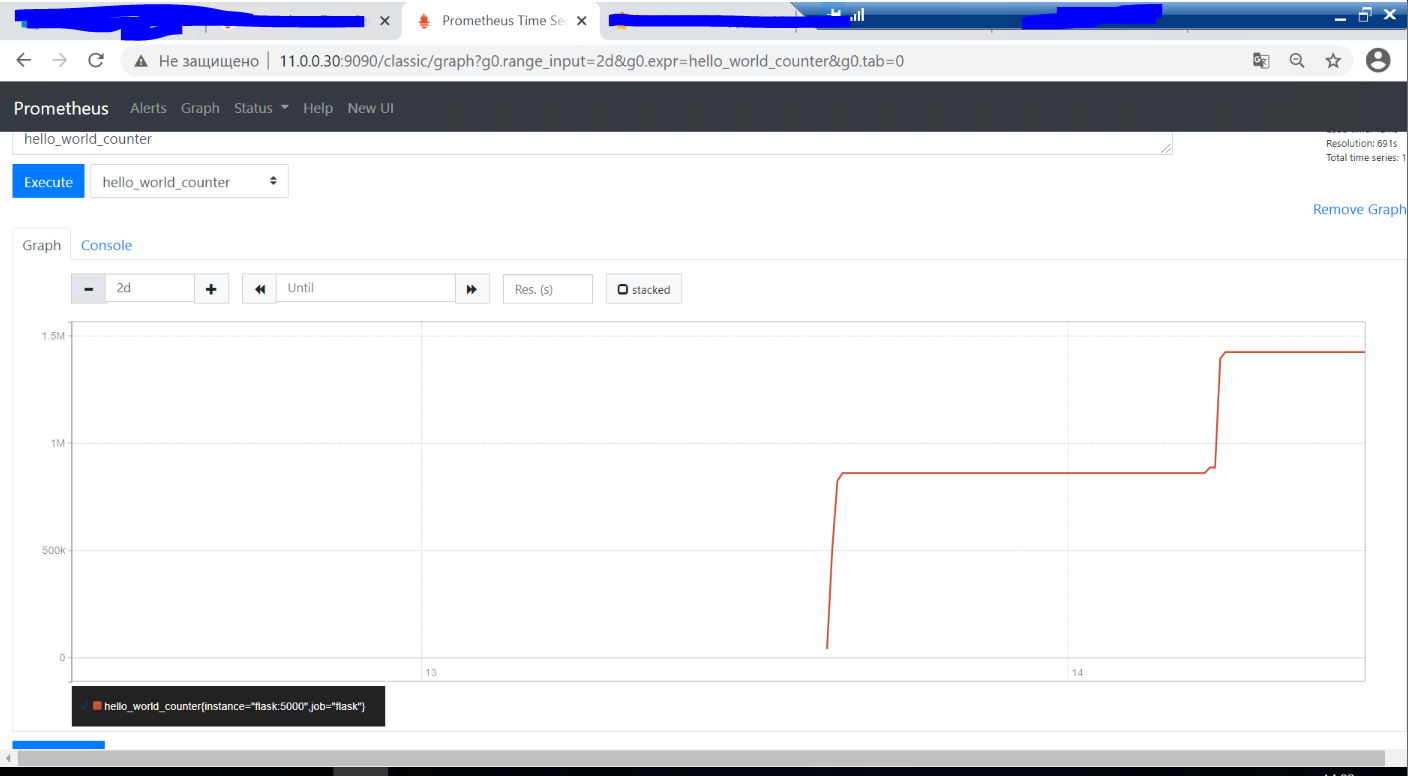 Prometheus Time Se
Не защищено
11.0.0.30:9090/classic/graph?g0.range_input=2d&g0.expr=hello_world_counter&g0.tab=0
Prometheus Alerts Graph Status Help New UI
hello_world_counter
Resolution: 691s
Total time series: 1
Execute hello_world_counter
Remove Graph
Graph Console
2d Until Res. (s) stacked
1.5M
1M
500k
0
13 14
hello_world_counter{instance="flask:5000",job="flask"}